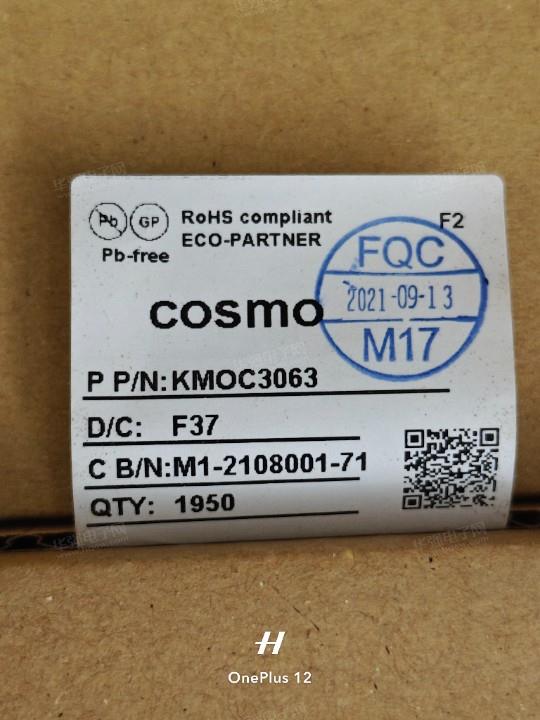 Pb GP RoHS compliant F2
ECO-PARTNER
Pb-free
FQC
2021-09-13
M17
cosmo
P P/N: KMOC3063
D/C: F37
C B/N: M1-2108001-71
QTY: 1950
H
OnePlus 12